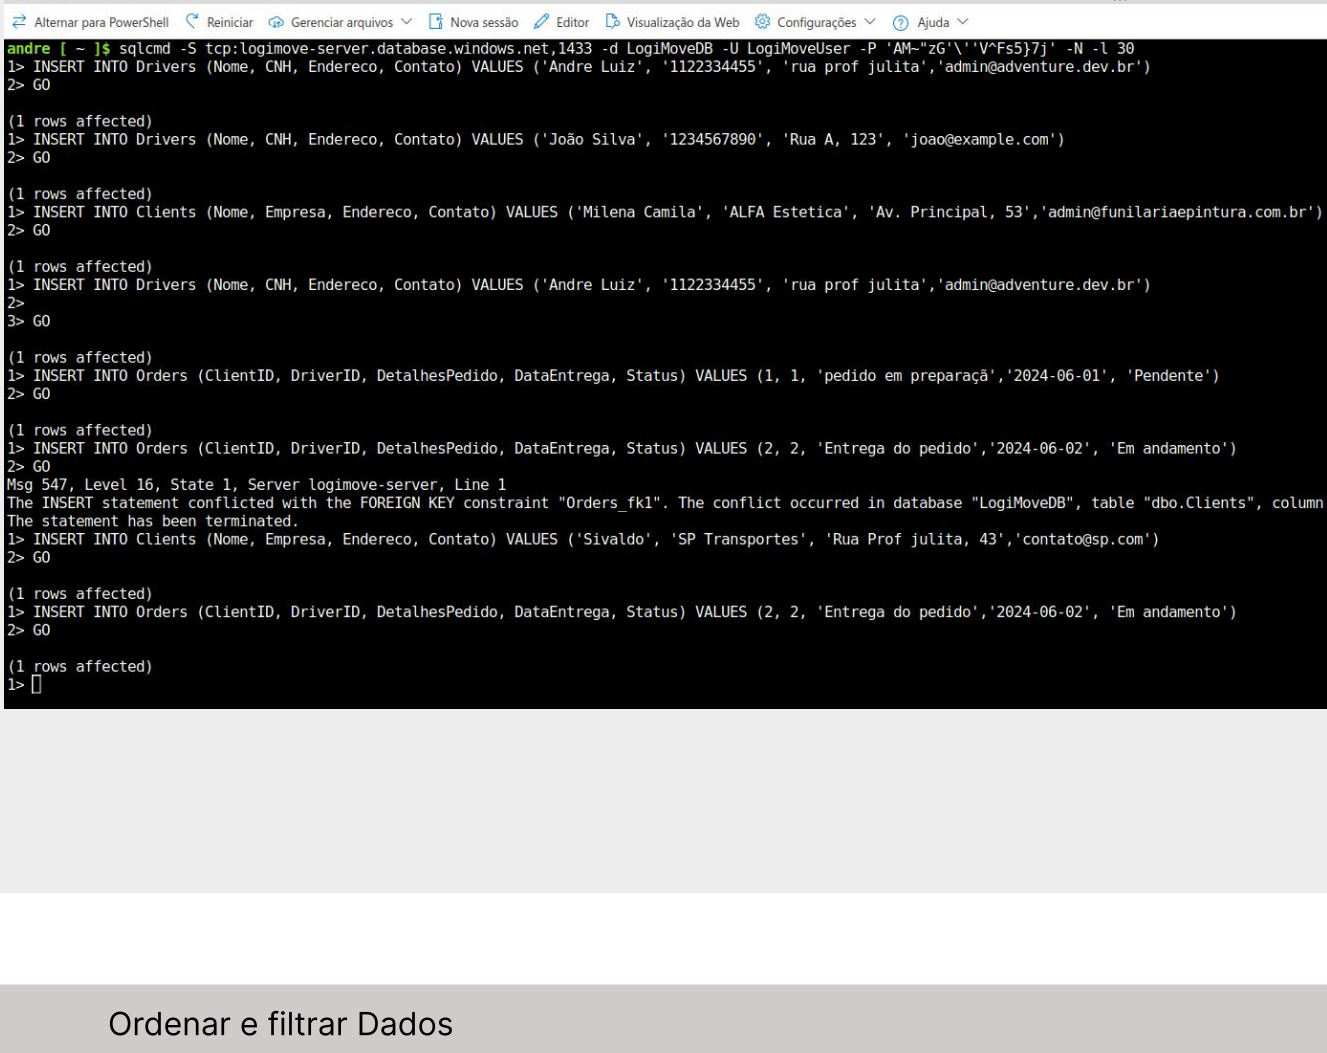 Alternar para PowerShell Reiniciar Gerenciar arquivos Nova sessão Editor Visualização da Web Configurações Ajuda
andre [ ~ ]$ sqlcmd -S tcp:logimove-server.database.windows.net,1433 -d LogiMoveDB -U LogiMoveUser -P 'AM~"zG'\''V^Fs5}7j' -N -l 30
1> INSERT INTO Drivers (Nome, CNH, Endereco, Contato) VALUES ('Andre Luiz', '1122334455', 'rua prof julita','admin@adventure.dev.br')
2> GO
(1 rows affected)
1> INSERT INTO Drivers (Nome, CNH, Endereco, Contato) VALUES ('João Silva', '1234567890', 'Rua A, 123', 'joao@example.com')
2> GO
(1 rows affected)
1> INSERT INTO Clients (Nome, Empresa, Endereco, Contato) VALUES ('Milena Camila', 'ALFA Estetica', 'Av. Principal, 53','admin@funilariaepintura.com.br')
2> GO
(1 rows affected)
1> INSERT INTO Drivers (Nome, CNH, Endereco, Contato) VALUES ('Andre Luiz', '1122334455', 'rua prof julita','admin@adventure.dev.br')
2>
3> GO
(1 rows affected)
1> INSERT INTO Orders (ClientID, DriverID, DetalhesPedido, DataEntrega, Status) VALUES (1, 1, 'pedido em preparaçã','2024-06-01', 'Pendente')
2> GO
(1 rows affected)
1> INSERT INTO Orders (ClientID, DriverID, DetalhesPedido, DataEntrega, Status) VALUES (2, 2, 'Entrega do pedido','2024-06-02', 'Em andamento')
2> GO
Msg 547, Level 16, State 1, Server logimove-server, Line 1
The INSERT statement conflicted with the FOREIGN KEY constraint "Orders_fk1". The conflict occurred in database "LogiMoveDB", table "dbo.Clients", column
The statement has been terminated.
1> INSERT INTO Clients (Nome, Empresa, Endereco, Contato) VALUES ('Sivaldo', 'SP Transportes', 'Rua Prof julita, 43','contato@sp.com')
2> GO
(1 rows affected)
1> INSERT INTO Orders (ClientID, DriverID, DetalhesPedido, DataEntrega, Status) VALUES (2, 2, 'Entrega do pedido','2024-06-02', 'Em andamento')
2> GO
(1 rows affected)
1>
Ordenar e filtrar Dados